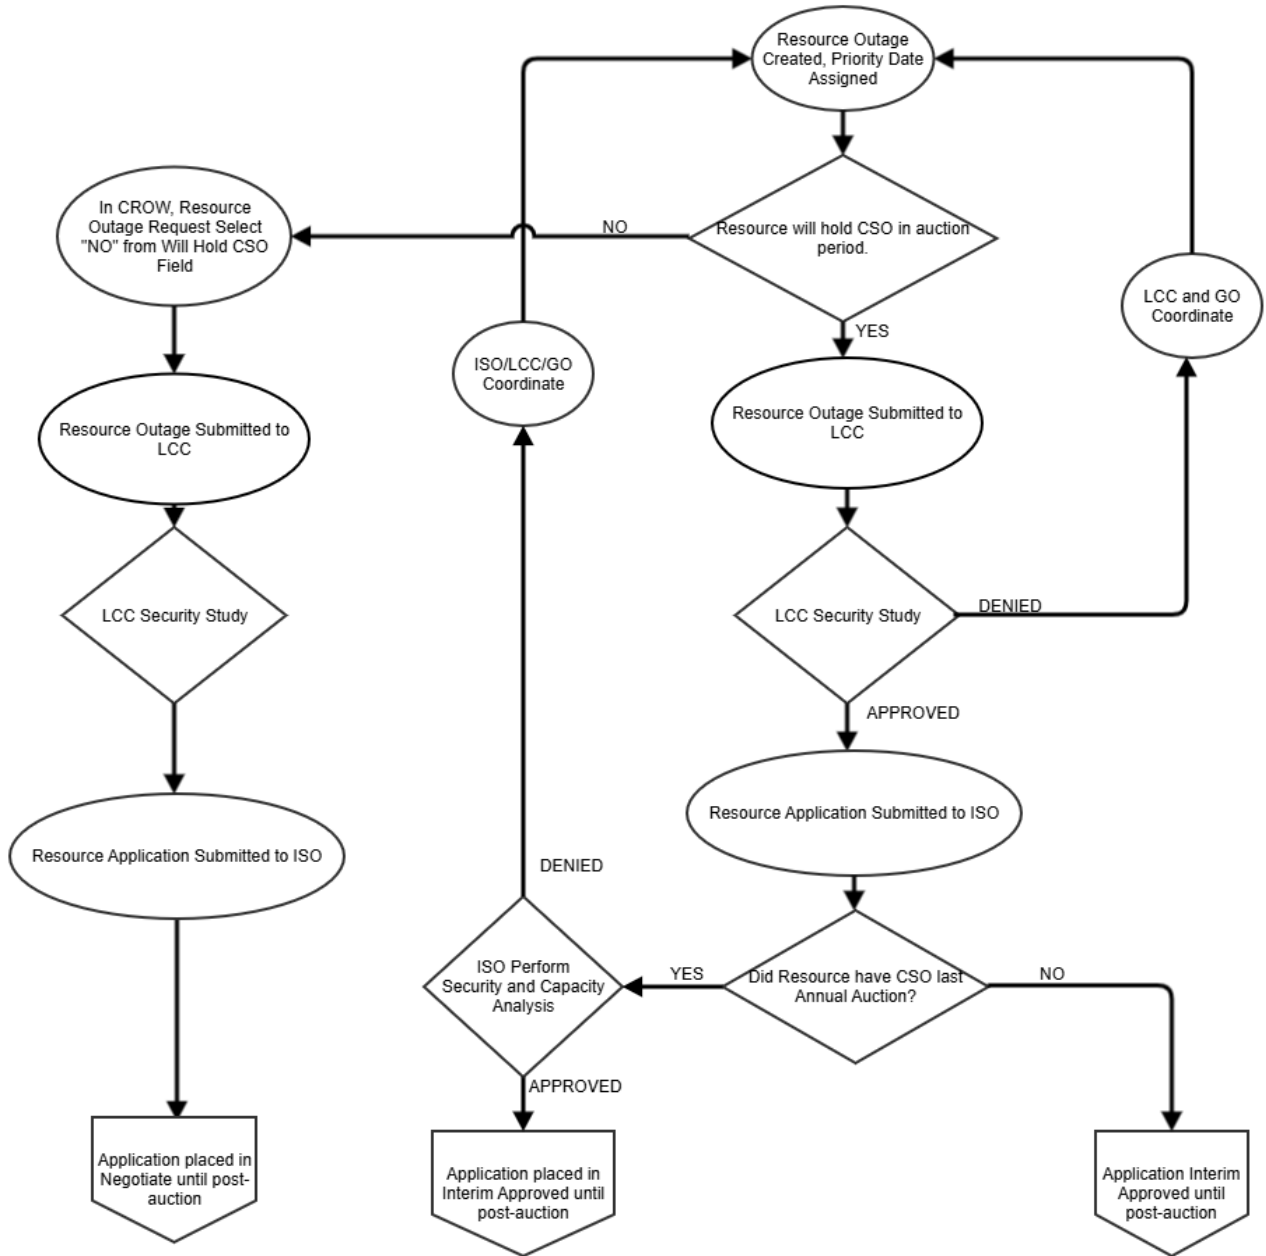 Resource Outage
Created, Priority Date
Assigned
In CROW, Resource
Outage Request Select
"NO" from Will Hold CSO
Field
NO
Resource will hold CSO in auction
period.
LCC and GO
Coordinate
YES
ISO/LCC/GO
Coordinate
Resource Outage Submitted to
LCC
Resource Outage Submitted to
LCC
LCC Security Study
LCC Security Study
DENIED
APPROVED
Resource Application Submitted to ISO
Resource Application Submitted to ISO
DENIED
ISO Perform
Security and Capacity
Analysis
YES
Did Resource have CSO last
Annual Auction?
NO
APPROVED
Application placed in
Negotiate until post-
auction
Application placed in
Interim Approved until
post-auction
Application Interim
Approved until
post-auction